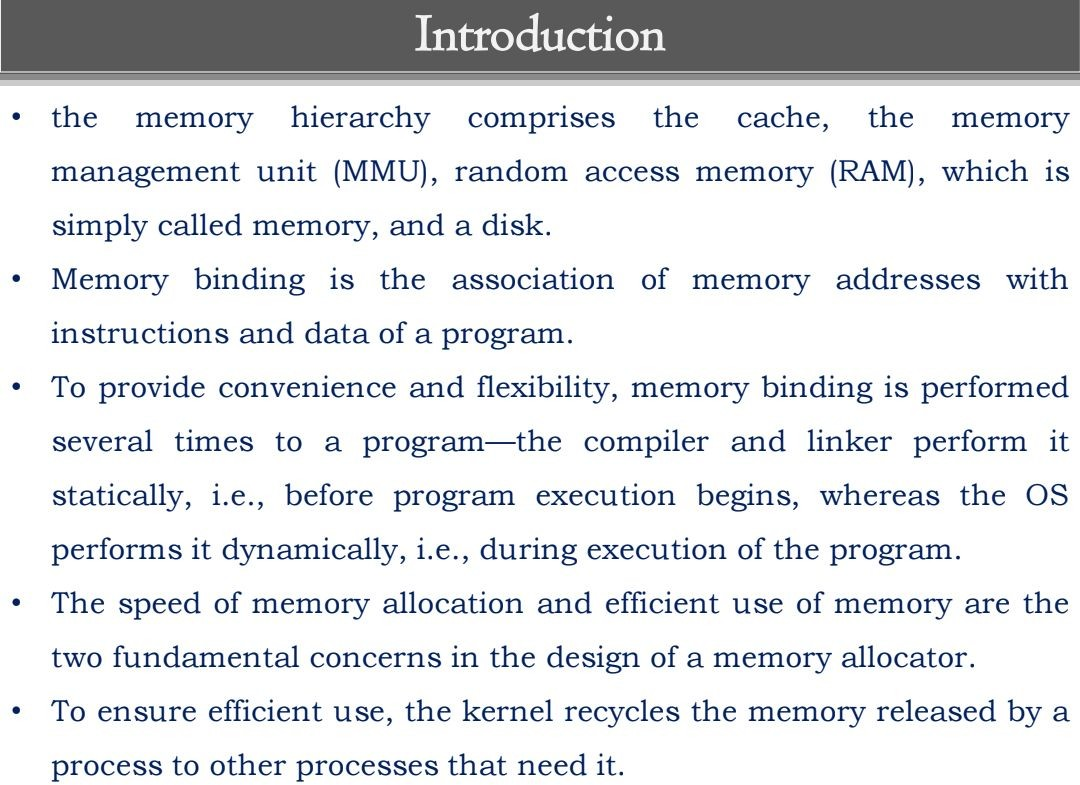 Introduction
• the memory hierarchy comprises the cache, the memory
management unit (MMU), random access memory (RAM), which is
simply called memory, and a disk.
• Memory binding is the association of memory addresses with
instructions and data of a program.
• To provide convenience and flexibility, memory binding is performed
several times to a program—the compiler and linker perform it
statically, i.e., before program execution begins, whereas the OS
performs it dynamically, i.e., during execution of the program.
• The speed of memory allocation and efficient use of memory are the
two fundamental concerns in the design of a memory allocator.
• To ensure efficient use, the kernel recycles the memory released by a
process to other processes that need it.